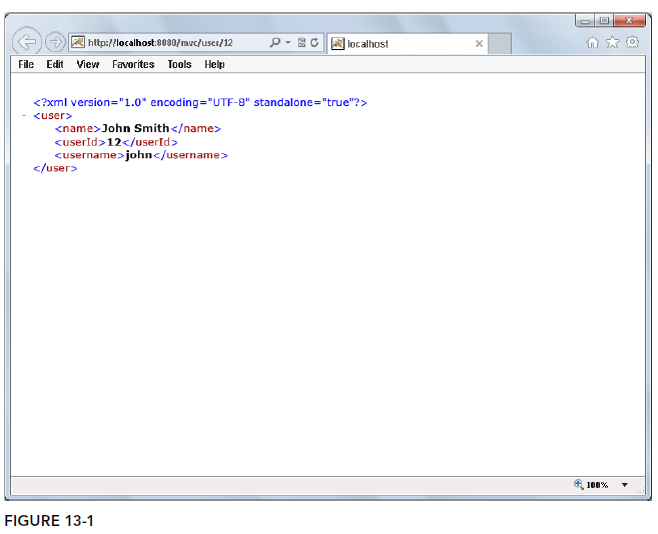 http://localhost:8080/mvc/user/12
localhost
File Edit View Favorites Tools Help
<?xml version="1.0" encoding="UTF-8" standalone="true"?>
- <user>
<name>John Smith</name>
<userId>12</userId>
<username>john</username>
</user>
100%
FIGURE 13-1